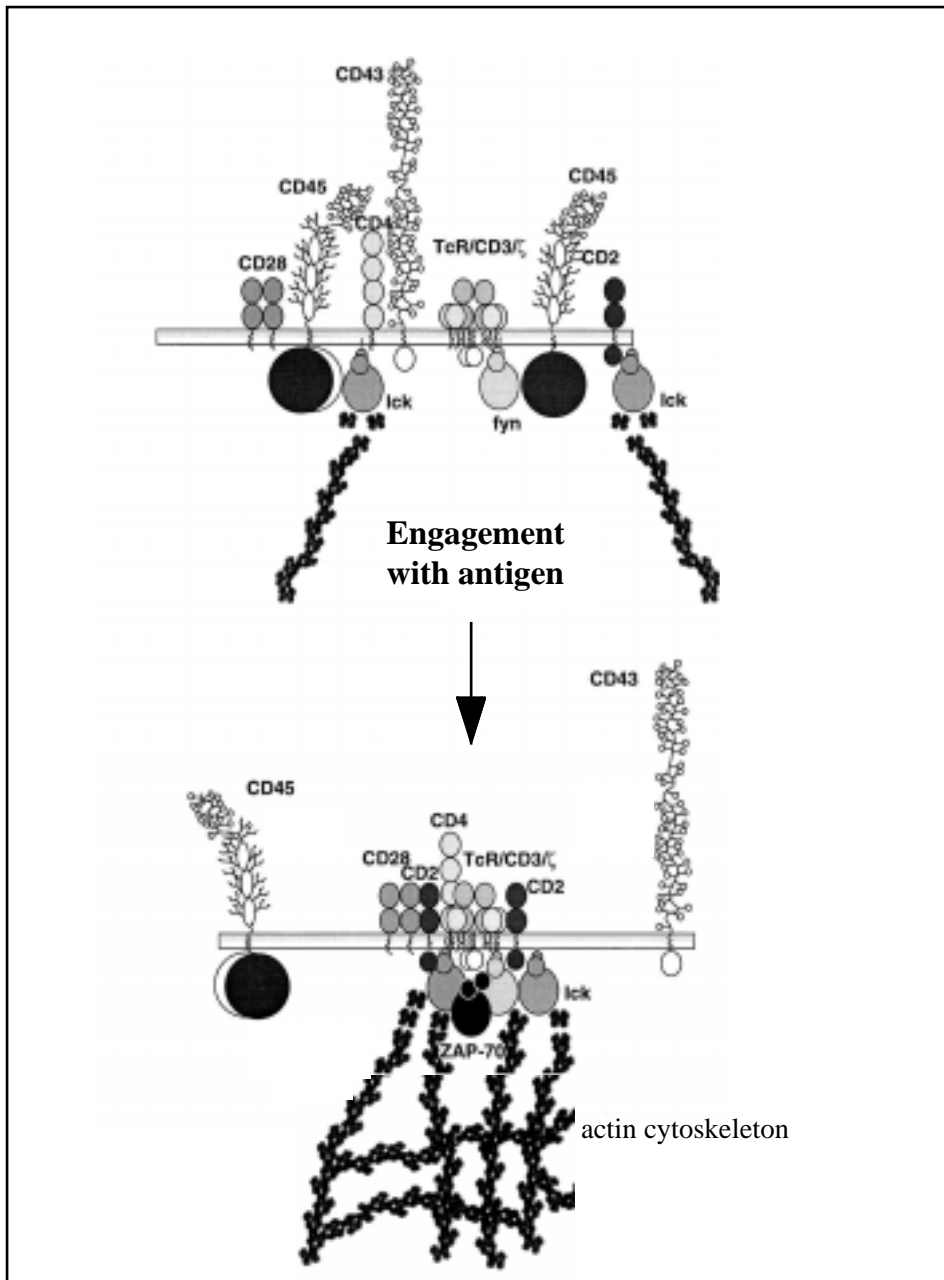 CD43
CD45
CD45
CD4
CD28
TcR/CD3/ζ
CD2
lck
fyn
lck
Engagement
with antigen
CD43
CD45
CD4
CD28
TcR/CD3/ζ
CD2
CD2
lck
ZAP-70
actin cytoskeleton